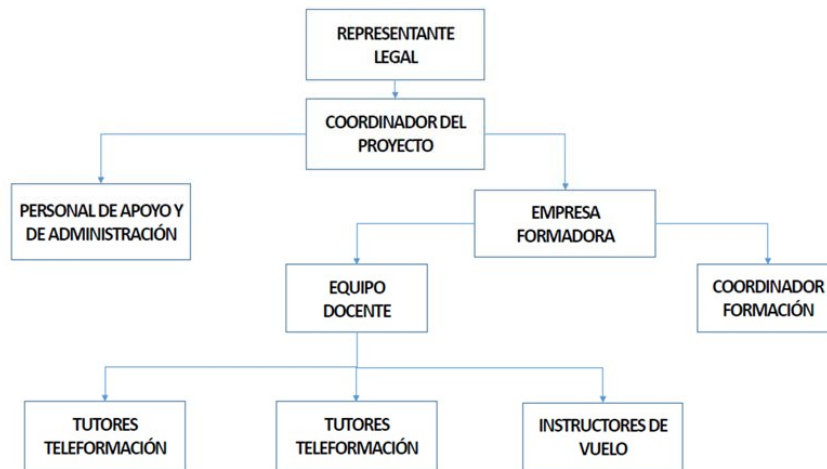 REPRESENTANTE
LEGAL
COORDINADOR DEL
PROYECTO
PERSONAL DE APOYO Y
DE ADMINISTRACIÓN
EMPRESA
FORMADORA
EQUIPO
DOCENTE
COORDINADOR
FORMACIÓN
TUTORES
TELEFORMACIÓN
TUTORES
TELEFORMACIÓN
INSTRUCTORES DE
VUELO